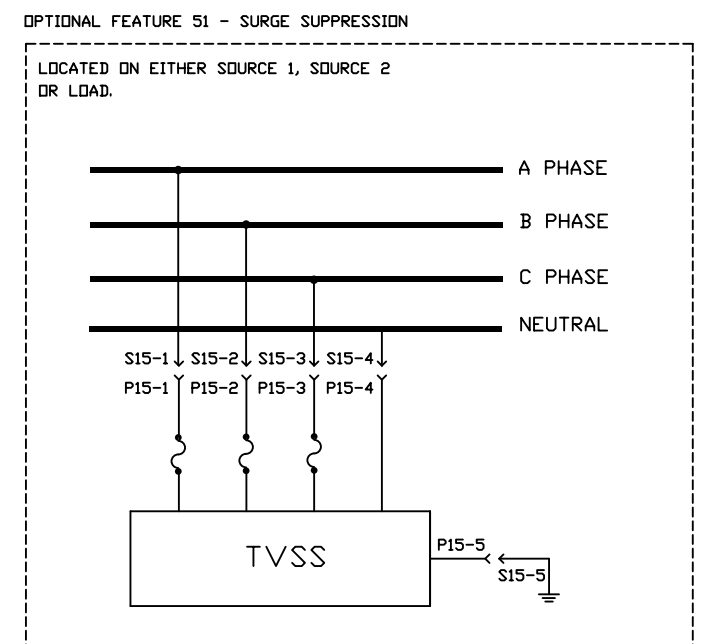 OPTIONAL FEATURE 51 - SURGE SUPPRESSION
LOCATED ON EITHER SOURCE 1, SOURCE 2
OR LOAD.
A PHASE
B PHASE
C PHASE
NEUTRAL
S15-1 S15-2 S15-3 S15-4
P15-1 P15-2 P15-3 P15-4
TVSS
P15-5
S15-5